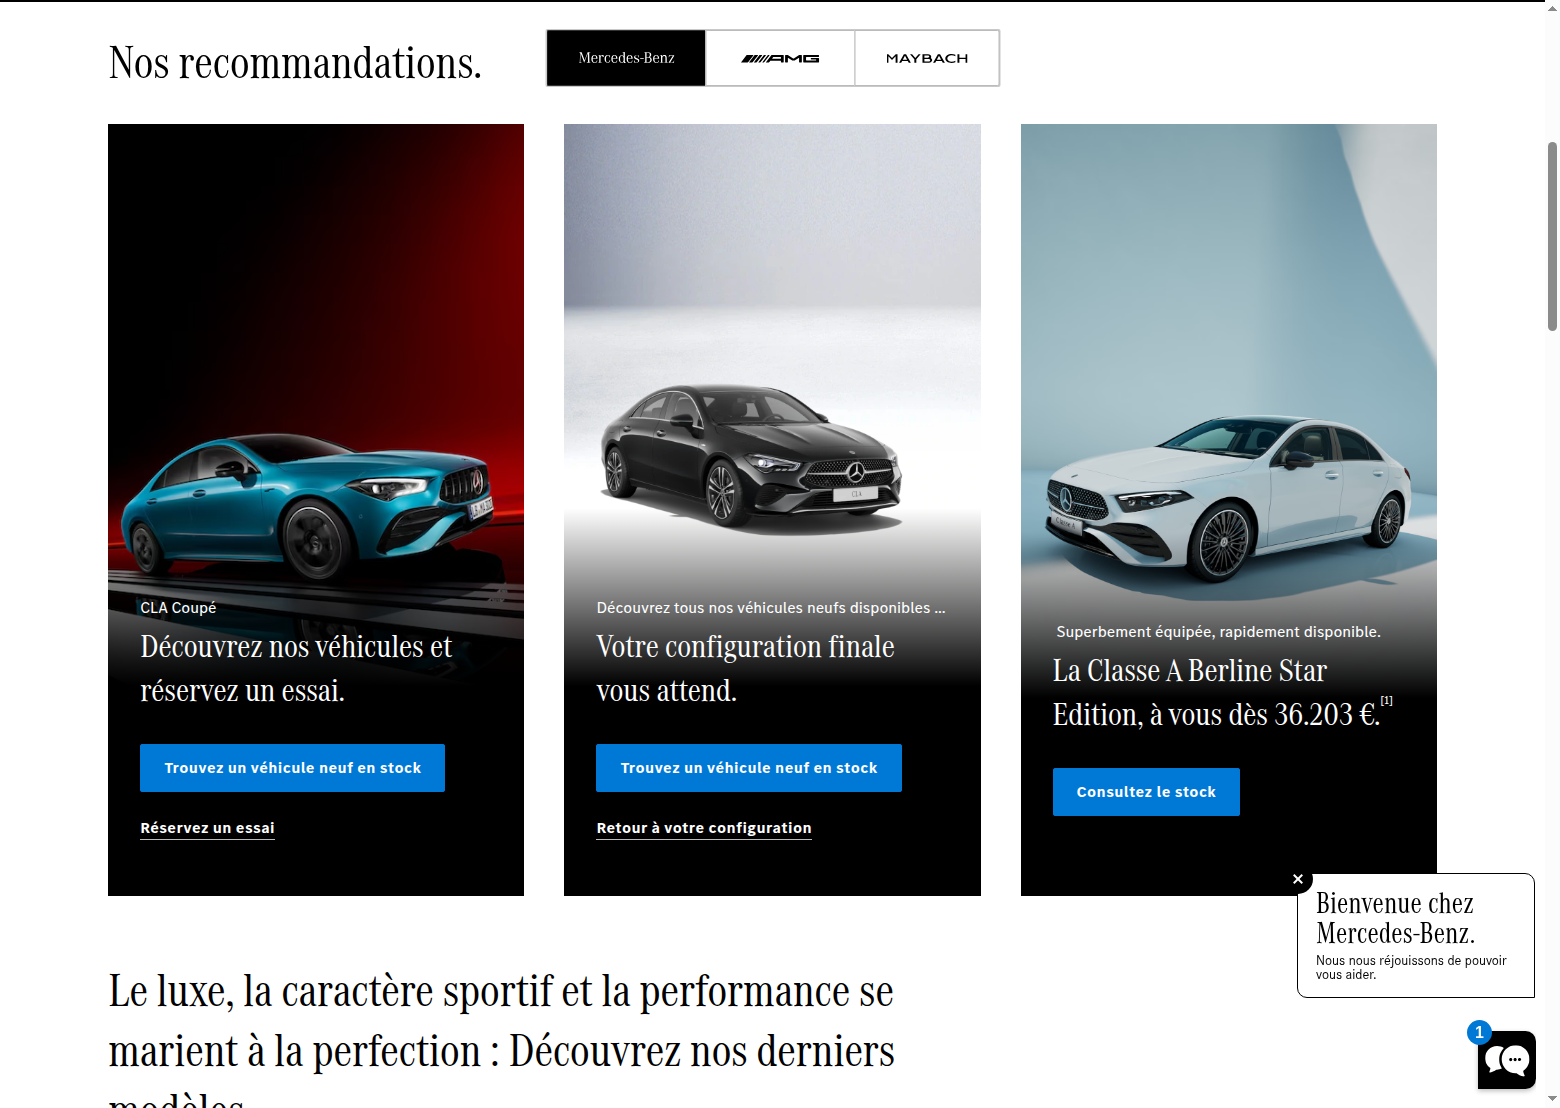 Nos recommandations.
Mercedes-Benz
AMG
MAYBACH
CLA Coupé
Découvrez nos véhicules et
réservez un essai.
Trouvez un véhicule neuf en stock
Réservez un essai
CLA
Découvrez tous nos véhicules neufs disponibles ...
Votre configuration finale
vous attend.
Trouvez un véhicule neuf en stock
Retour à votre configuration
Classe A
Superbement équipée, rapidement disponible.
La Classe A Berline Star
Edition, à vous dès 36.203 €.[1]
Consultez le stock
Bienvenue chez
Mercedes-Benz.
Nous nous réjouissons de pouvoir
vous aider.
1
Le luxe, la caractère sportif et la performance se
marient à la perfection : Découvrez nos derniers
modèles